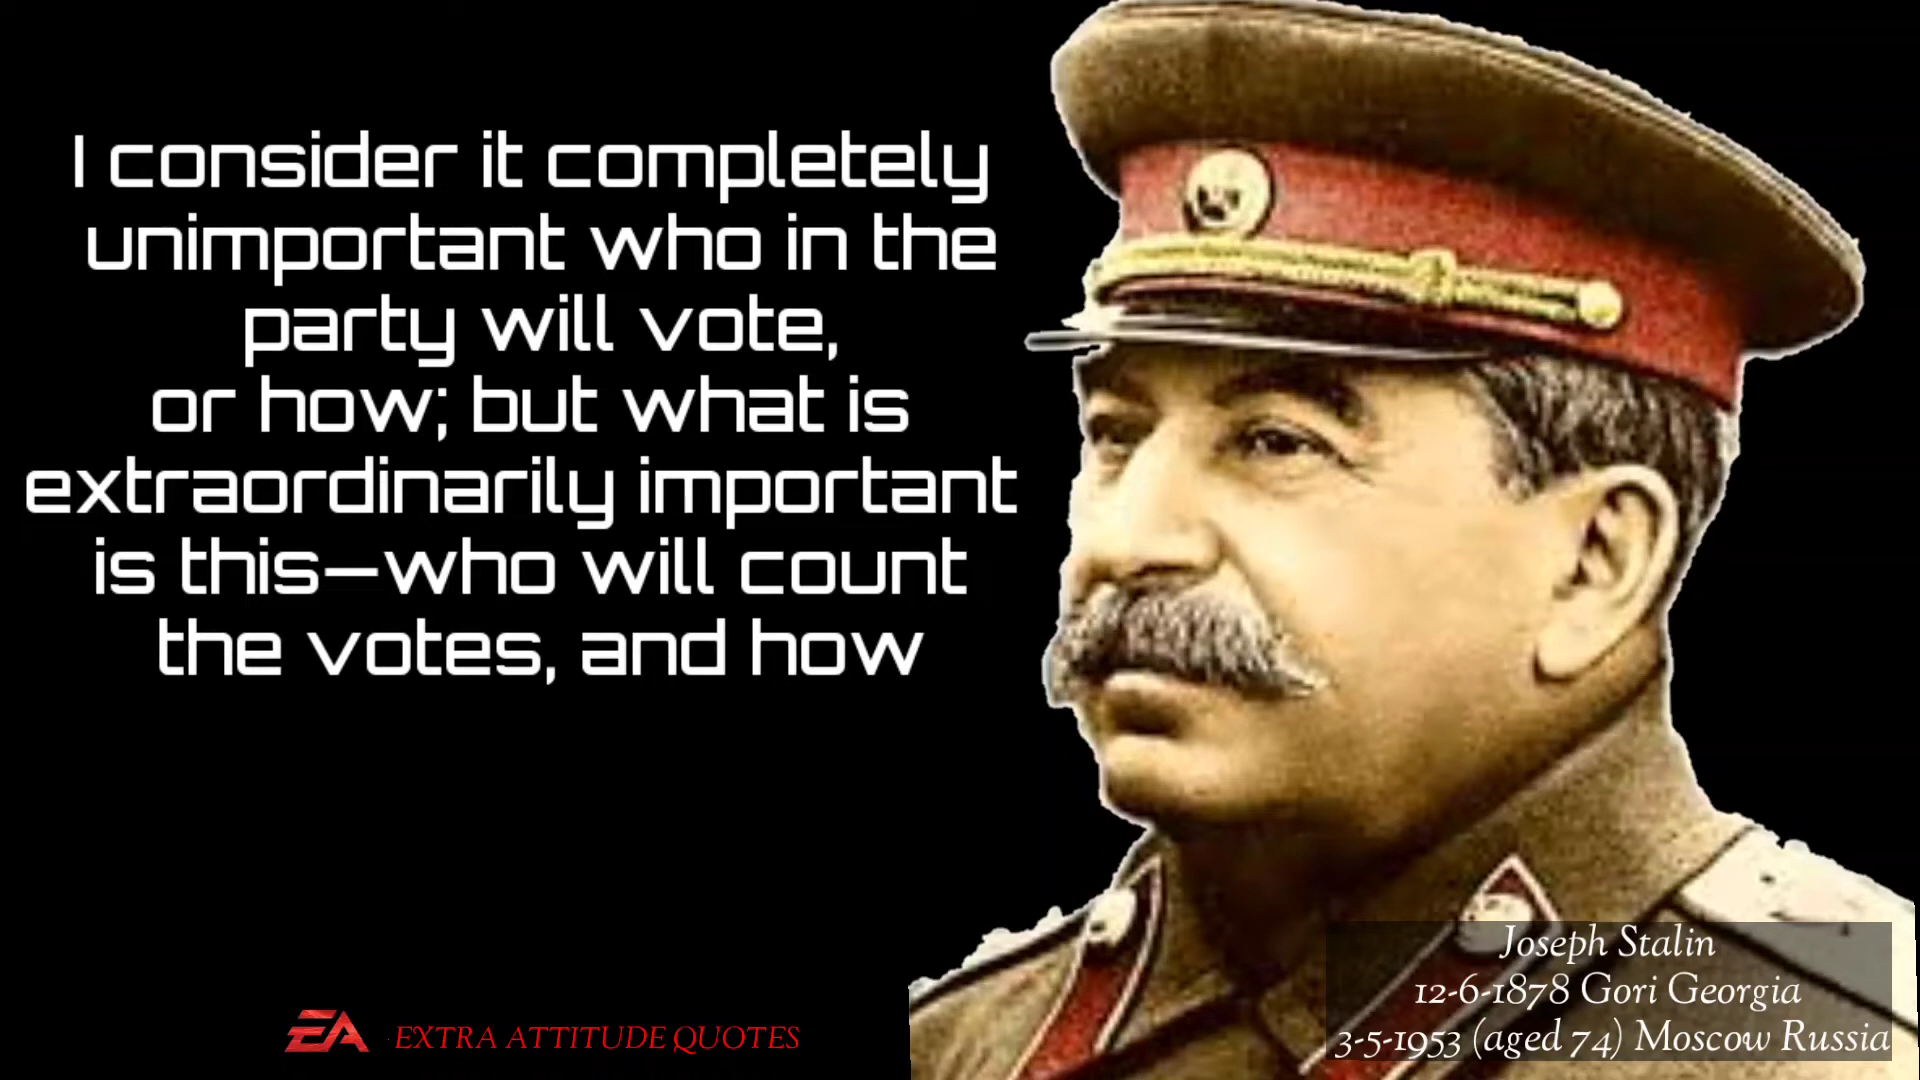 I consider it completely
unimportant who in the
party will vote,
or how; but what is
extraordinarily important
is this—who will count
the votes, and how
Joseph Stalin
12-6-1878 Gori Georgia
3-5-1953 (aged 74) Moscow Russia
EA EXTRA ATTITUDE QUOTES